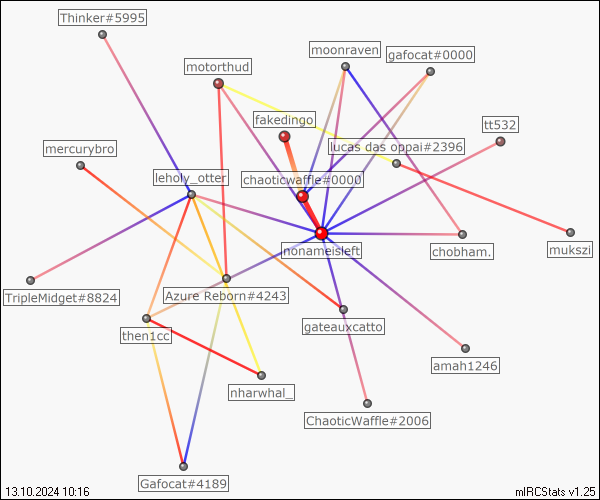 Thinker#5995
moonraven
gafocat#0000
motorthud
fakedingo
tt532
mercurybro
lucas das oppai#2396
leholy_otter
chaoticwaffle#0000
nonameisleft
chobham.
mukszi
TripleMidget#8824
Azure Reborn#4243
then1cc
gateauxcatto
amah1246
nharwhal_
ChaoticWaffle#2006
Gafocat#4189
13.10.2024 10:16
mIRCStats v1.25